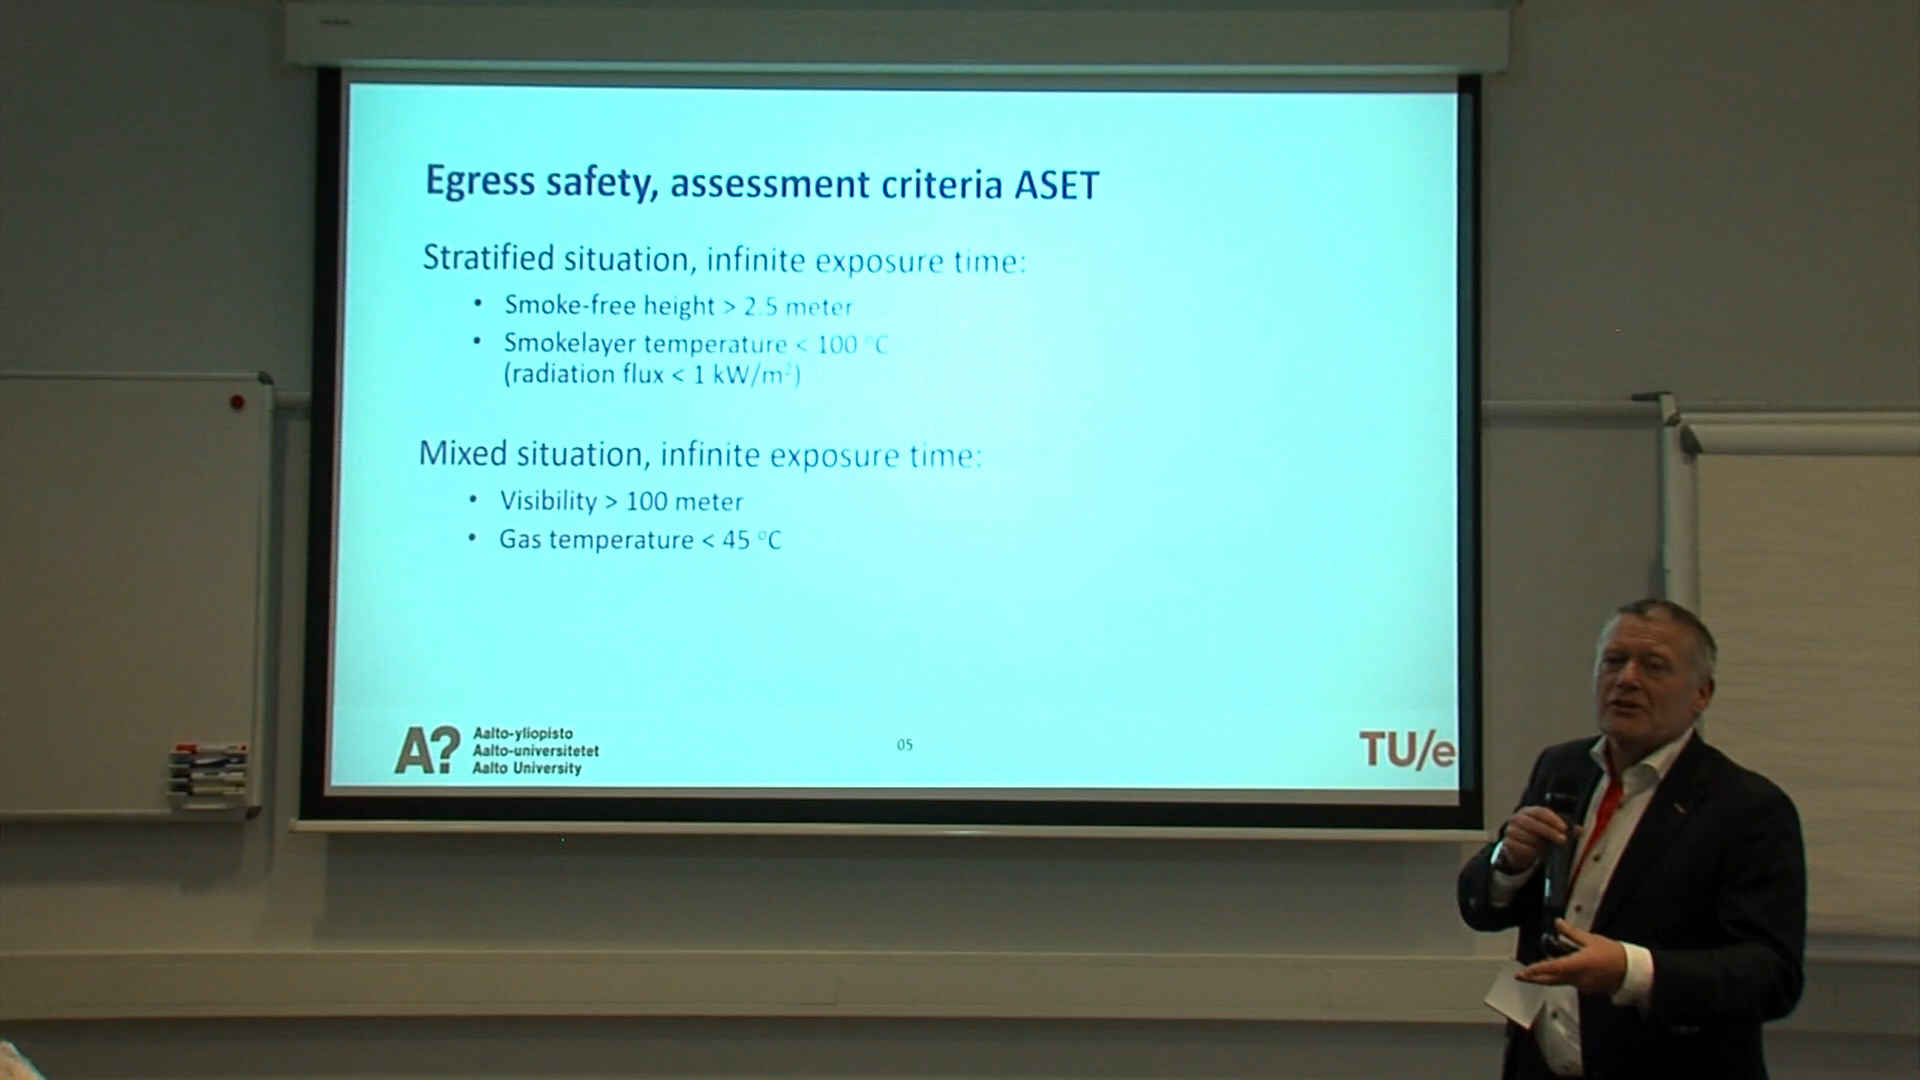 Egress safety, assessment criteria ASET
Stratified situation, infinite exposure time:
• Smoke-free height > 2.5 meter
• Smokelayer temperature < 100 °C
(radiation flux < 1 kW/m²)
Mixed situation, infinite exposure time:
• Visibility > 100 meter
• Gas temperature < 45 °C
A?
Aalto-yliopisto
Aalto-universitetet
Aalto University
05
TU/e